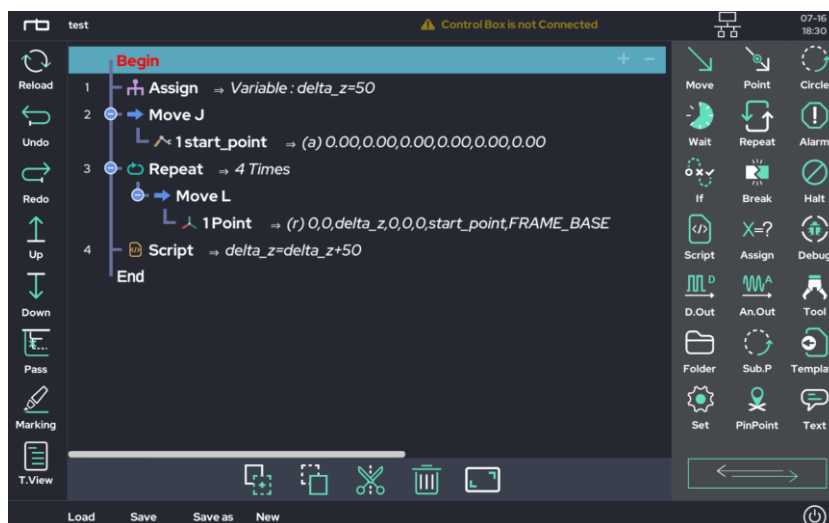 rb test Control Box is not Connected 07-16
18:30
Reload
Undo
Redo
Up
Down
Pass
Marking
T.View
Begin + −
1 Assign ⇒ Variable : delta_z=50
2 Move J
1 start_point ⇒ (a) 0.00,0.00,0.00,0.00,0.00,0.00
3 Repeat ⇒ 4 Times
Move L
1 Point ⇒ (r) 0,0,delta_z,0,0,0,start_point,FRAME_BASE
4 Script ⇒ delta_z=delta_z+50
End
Move Point Circle
Wait Repeat Alarm
If Break Halt
X=?
Script Assign Debug
D A
D.Out An.Out Tool
Folder Sub.P Templat
Set PinPoint Text
Load Save Save as New